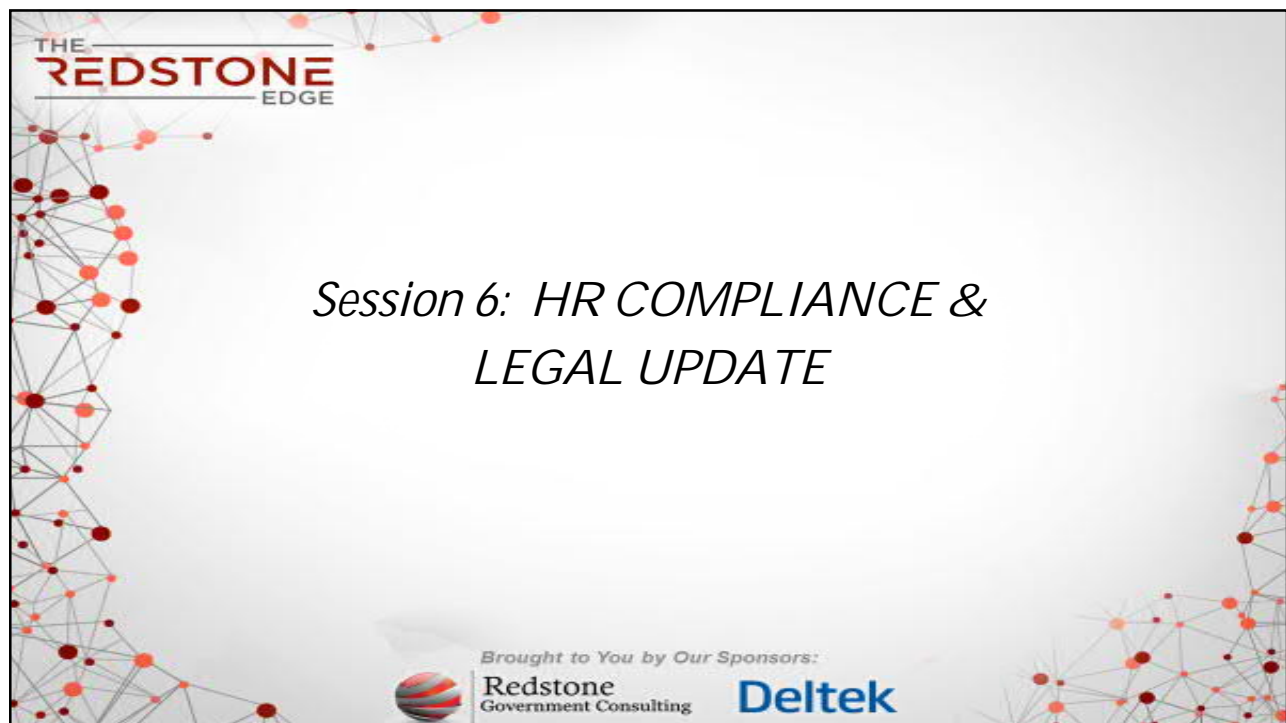 THE
REDSTONE
EDGE
Session 6: HR COMPLIANCE &
LEGAL UPDATE
Brought to You by Our Sponsors:
Redstone
Government Consulting
Deltek